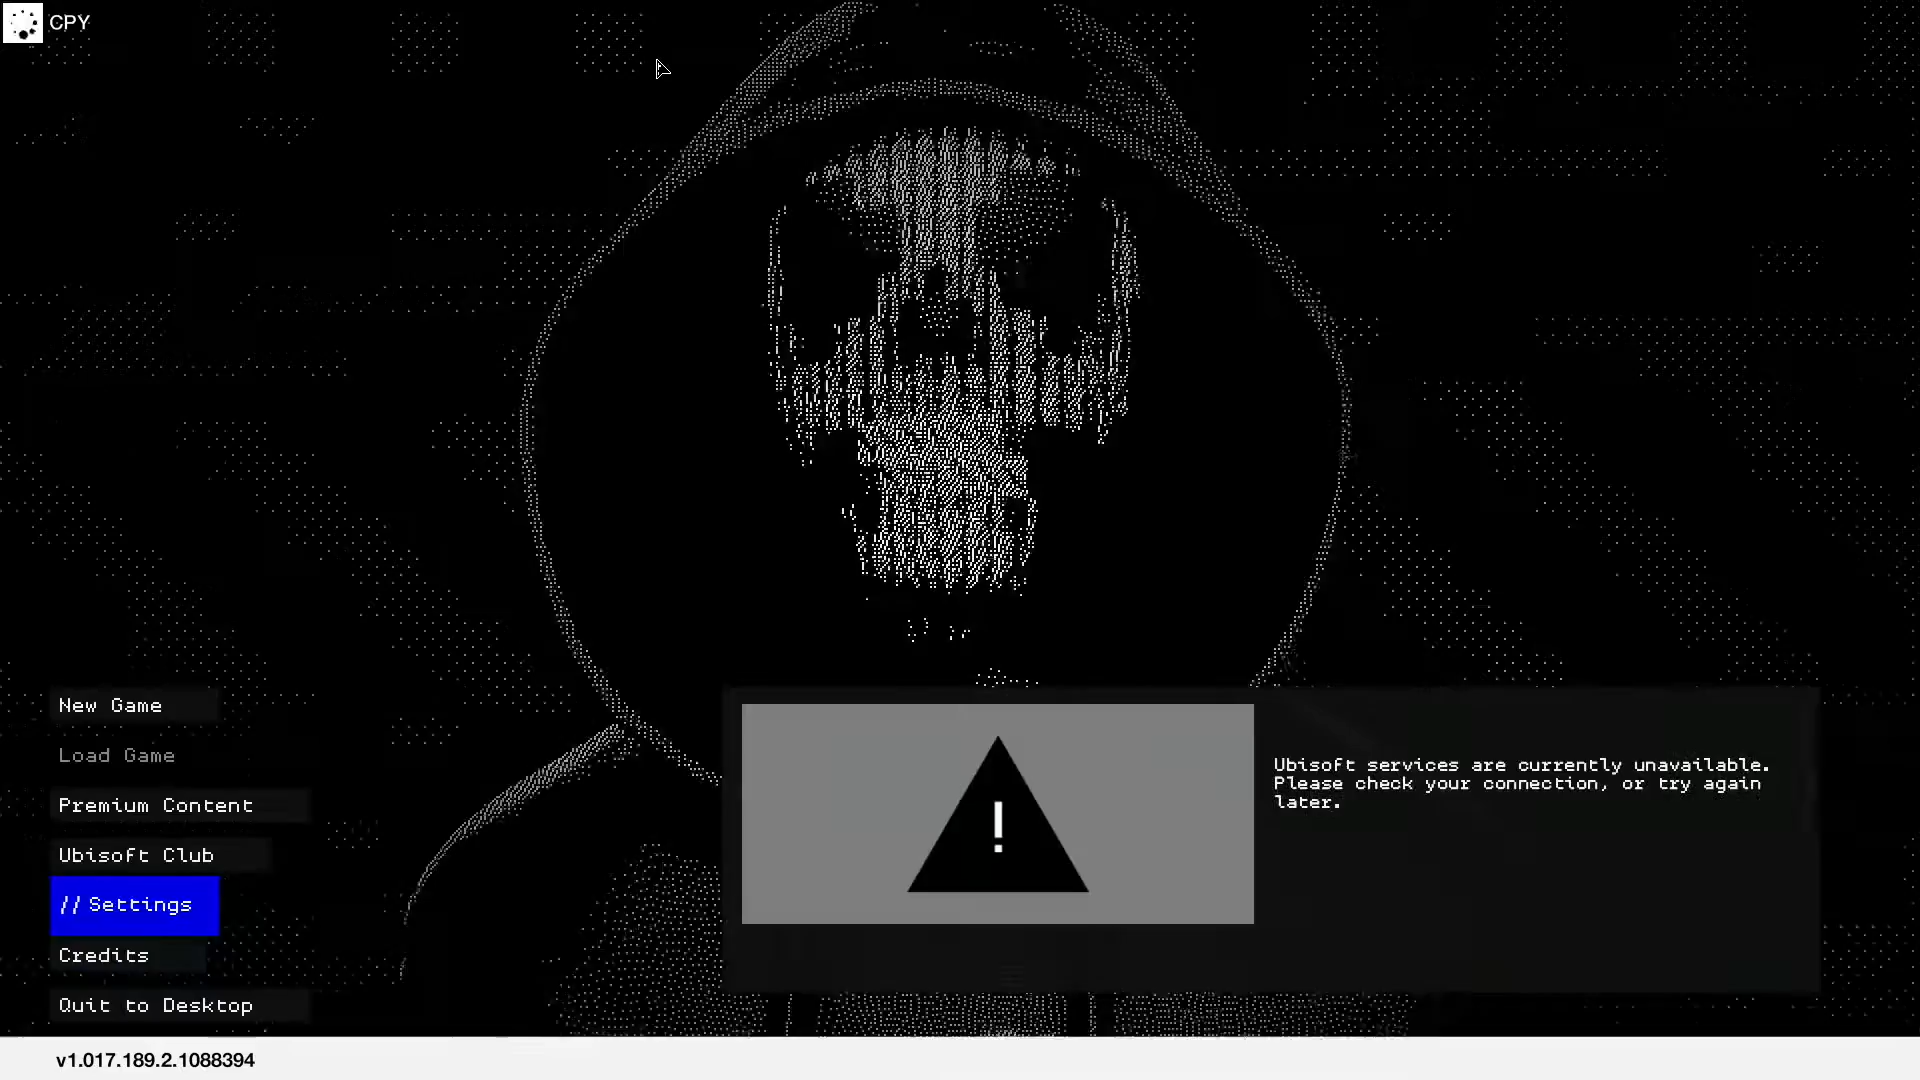 CPY
New Game
Load Game
Premium Content
Ubisoft Club
// Settings
Credits
Quit to Desktop
!
Ubisoft services are currently unavailable.
Please check your connection, or try again
later.
v1.017.189.2.1088394